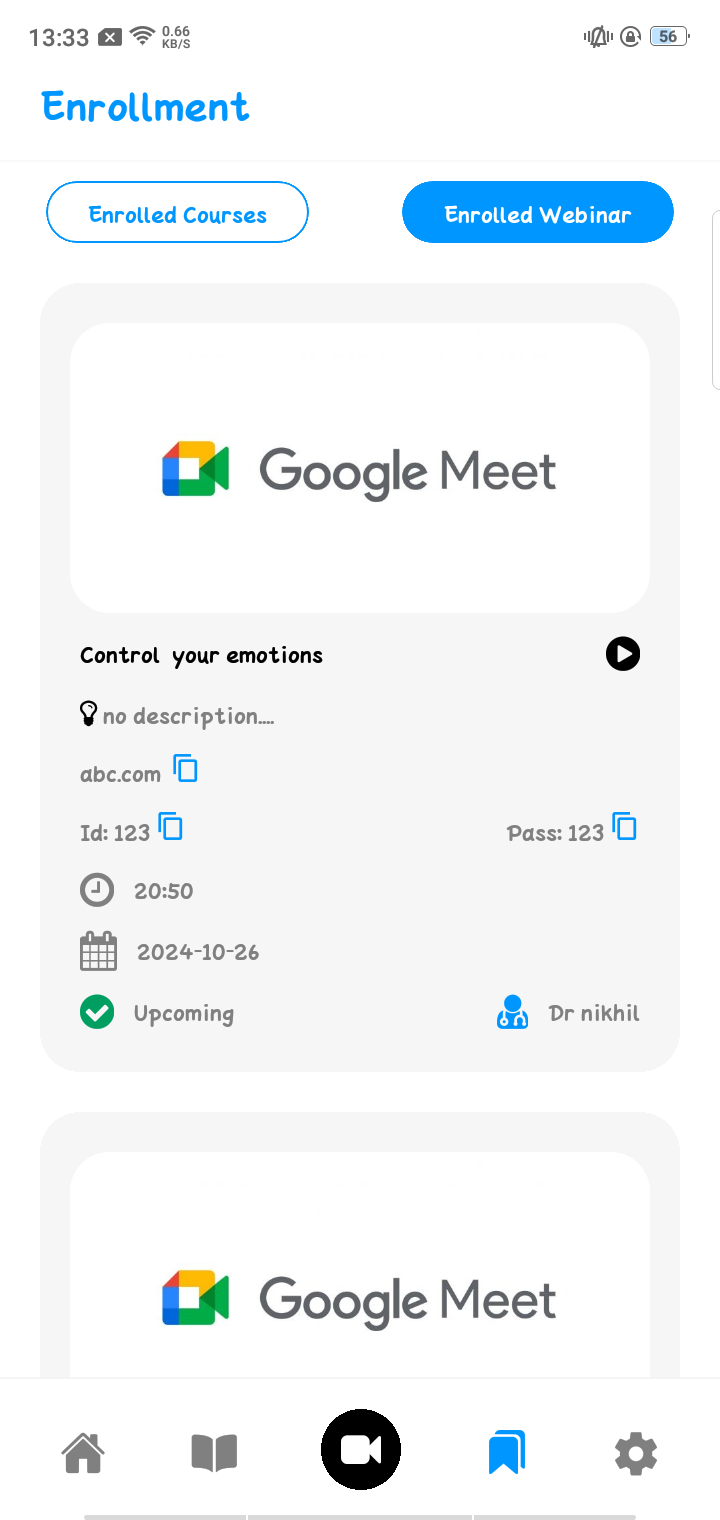 13:33 0.66 KB/S 56
Enrollment
Enrolled Courses Enrolled Webinar
Google Meet
Control your emotions
no description....
abc.com
Id: 123 Pass: 123
20:50
2024-10-26
Upcoming Dr nikhil
Google Meet